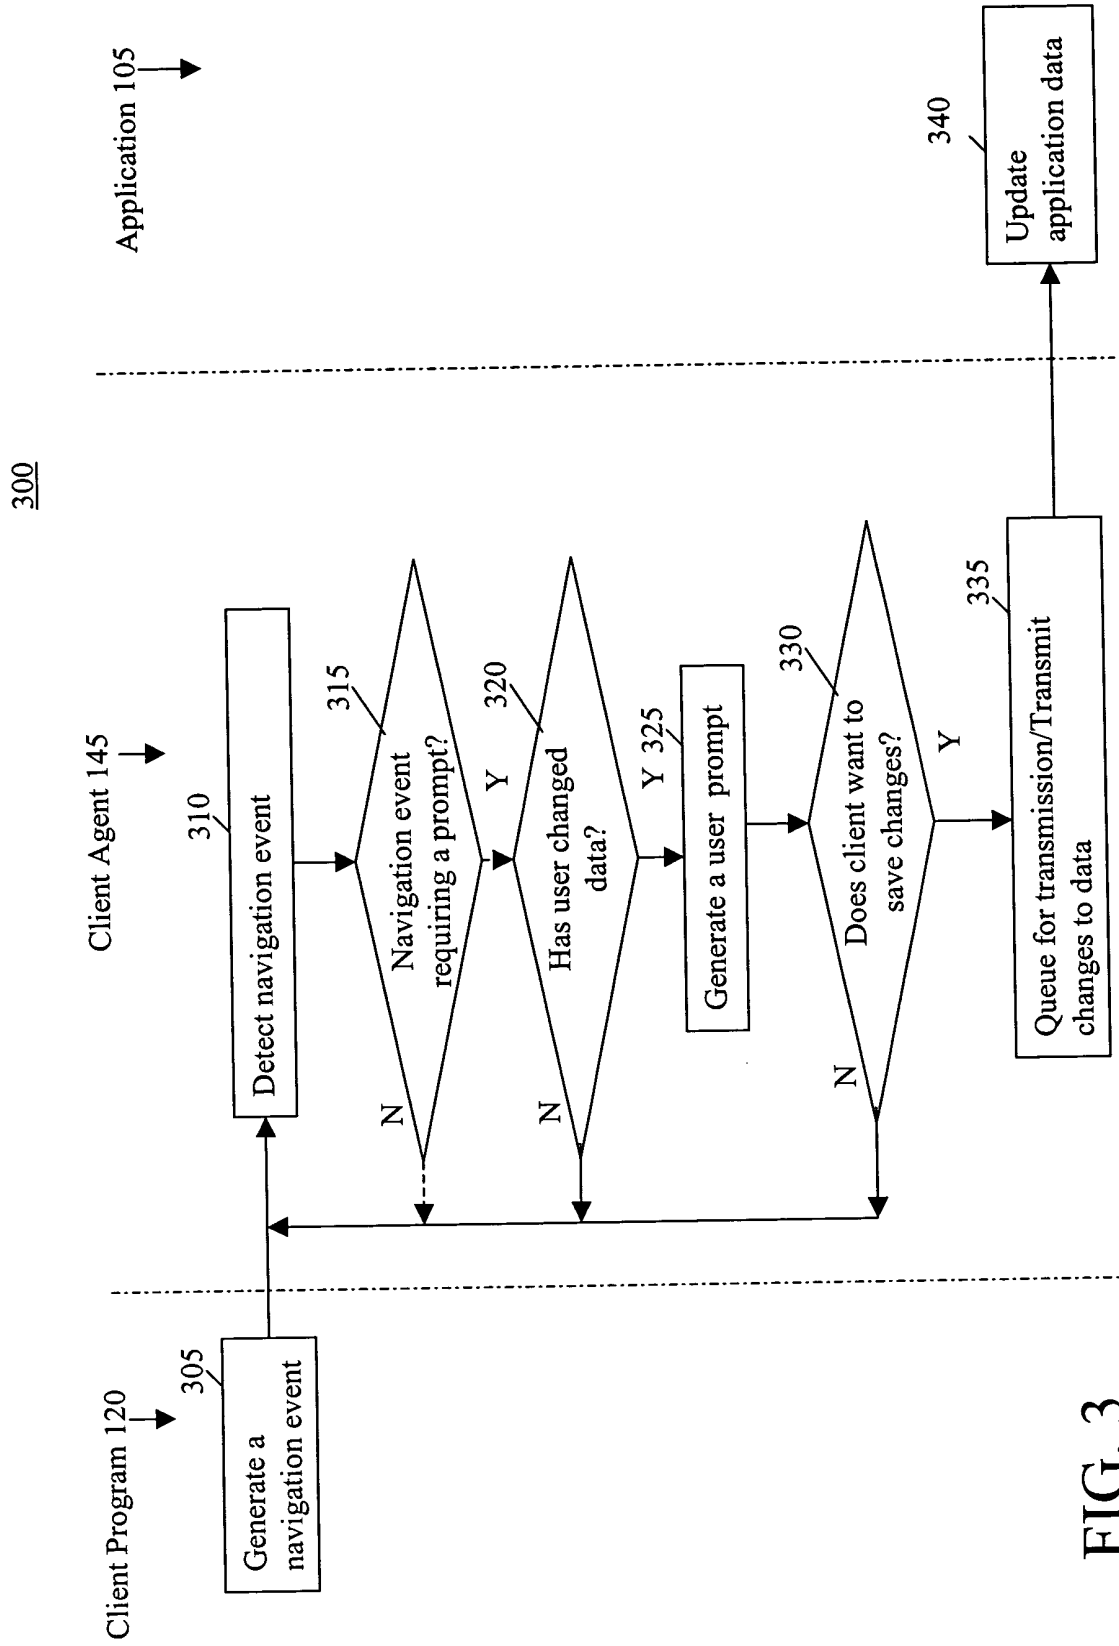 300
Client Program 120
Client Agent 145
Application 105
305
Generate a
navigation event
310
Detect navigation event
315
Navigation event
requiring a prompt?
N
Y
320
Has user changed
data?
N
Y
325
Generate a user prompt
330
Does client want to
save changes?
N
Y
335
Queue for transmission/Transmit
changes to data
340
Update
application data
FIG. 3